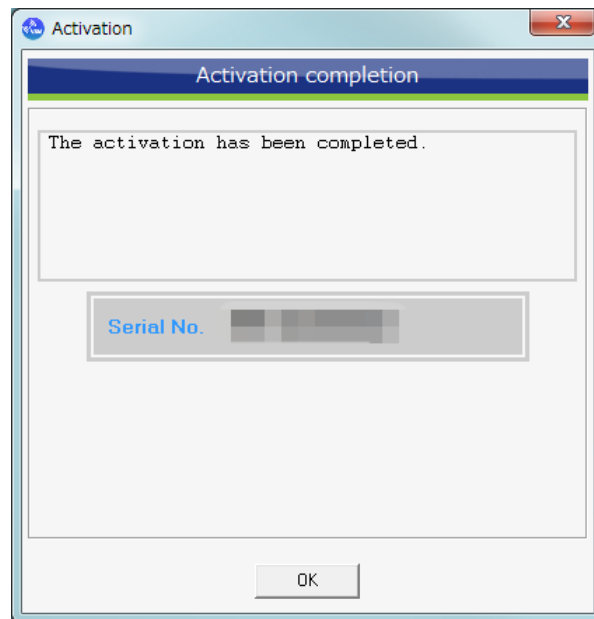 Activation
Activation completion
The activation has been completed.
Serial No.
OK